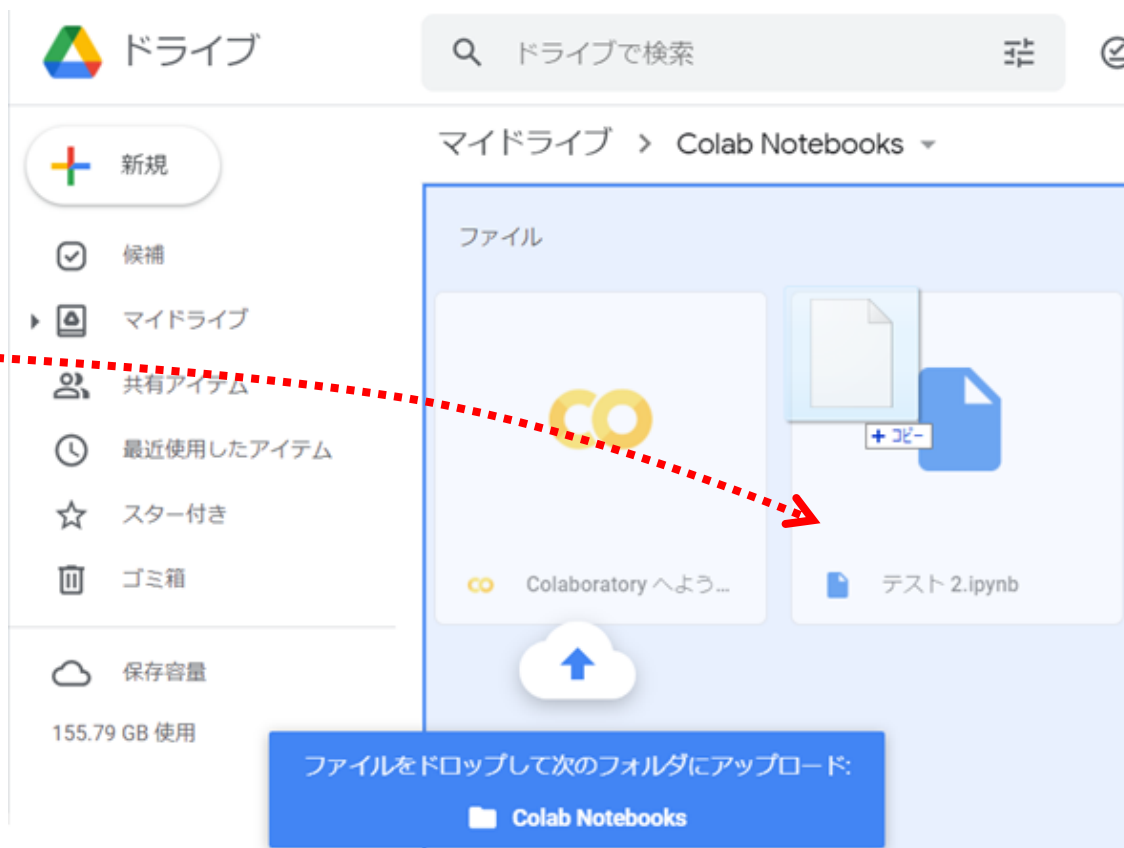 ドライブ
ドライブで検索
マイドライブ > Colab Notebooks
新規
候補
マイドライブ
共有アイテム
最近使用したアイテム
スター付き
ゴミ箱
保存容量
155.79 GB 使用
ファイル
CO
+ コピー
Colaboratory へよう...
テスト 2.ipynb
ファイルをドロップして次のフォルダにアップロード:
Colab Notebooks